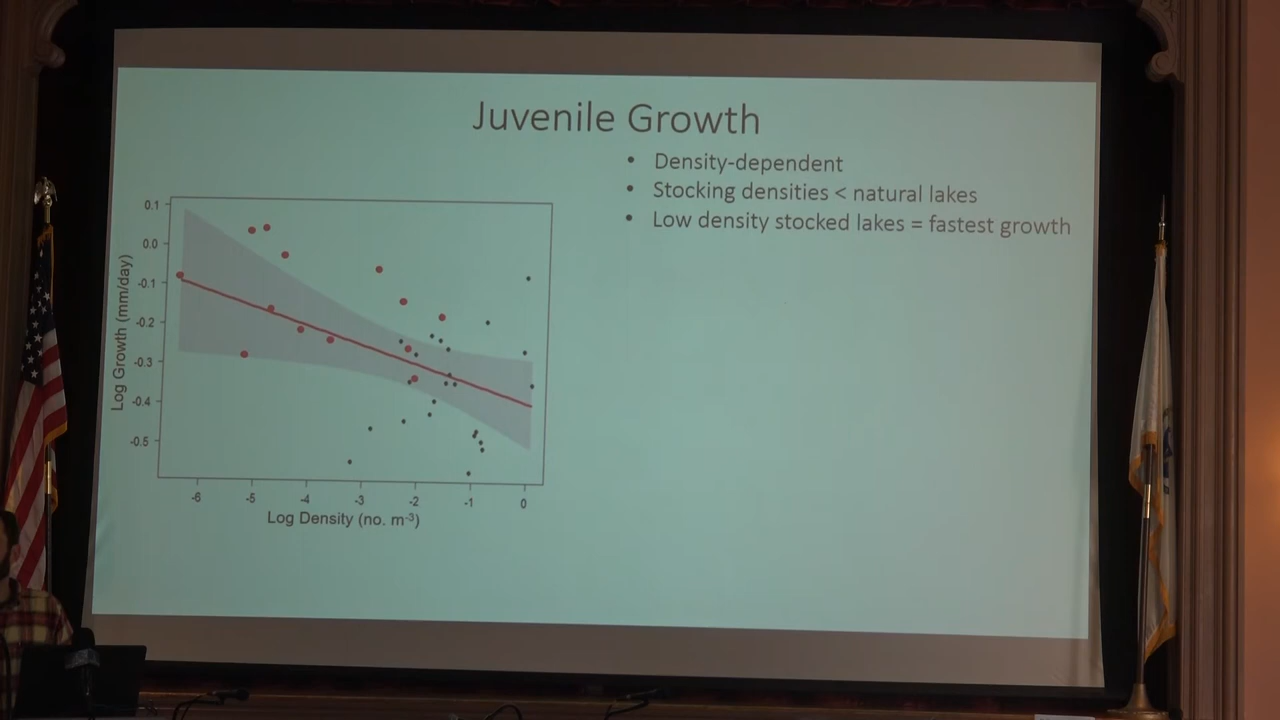 Juvenile Growth
• Density-dependent
• Stocking densities < natural lakes
• Low density stocked lakes = fastest growth
Log Growth (mm/day)
0.1
0.0
-0.1
-0.2
-0.3
-0.4
-0.5
-6 -5 -4 -3 -2 -1 0
Log Density (no. m⁻³)